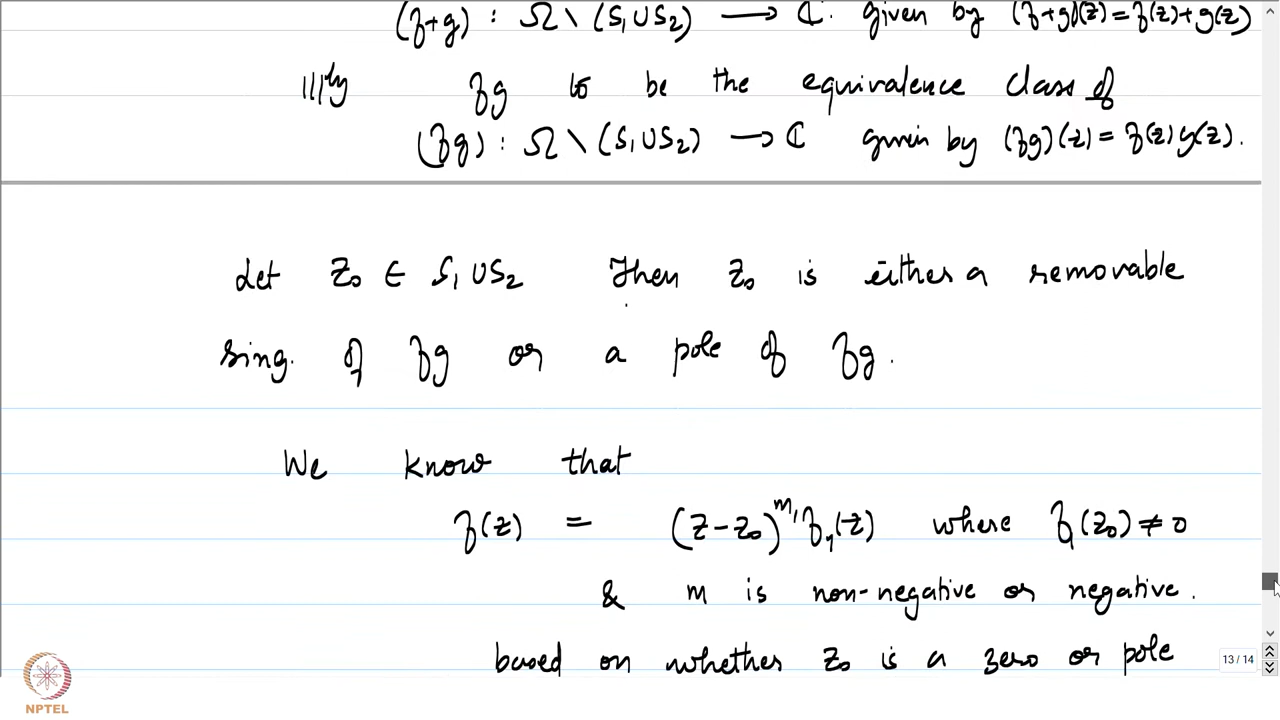 (f+g) : Ω \ (S₁ ∪ S₂) ⟶ ℂ. given by (f+g)(z) = f(z) + g(z)
|||ly fg to be the equivalence class of
(fg) : Ω \ (S₁ ∪ S₂) ⟶ ℂ given by (fg)(z) = f(z) g(z).
Let z₀ ∈ S₁ ∪ S₂ Then z₀ is either a removable
sing. of fg or a pole of fg.
We know that
f(z) = (z − z₀)^{m₁} f₁(z) where f₁(z₀) ≠ 0
& m is non-negative or negative.
based on whether z₀ is a zero or pole
13 / 14
NPTEL